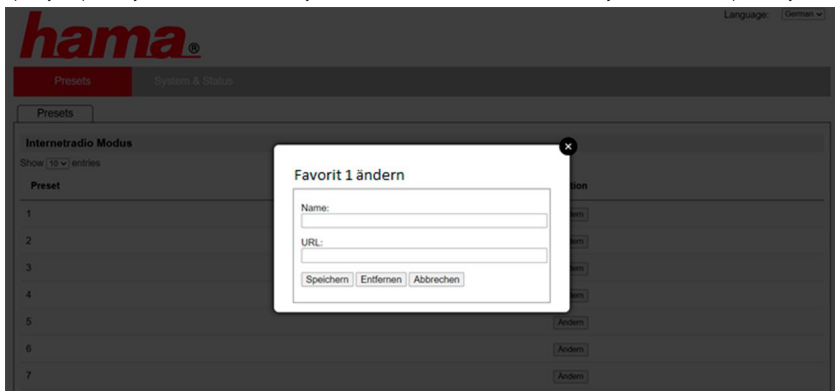 Language: German
hama®
Presets System & Status
Presets
Internetradio Modus
Show 10 entries
Preset
1
2
3
4
5 Ändern
6 Ändern
7 Ändern
Favorit 1 ändern
Name:
URL:
Speichern Entfernen Abbrechen